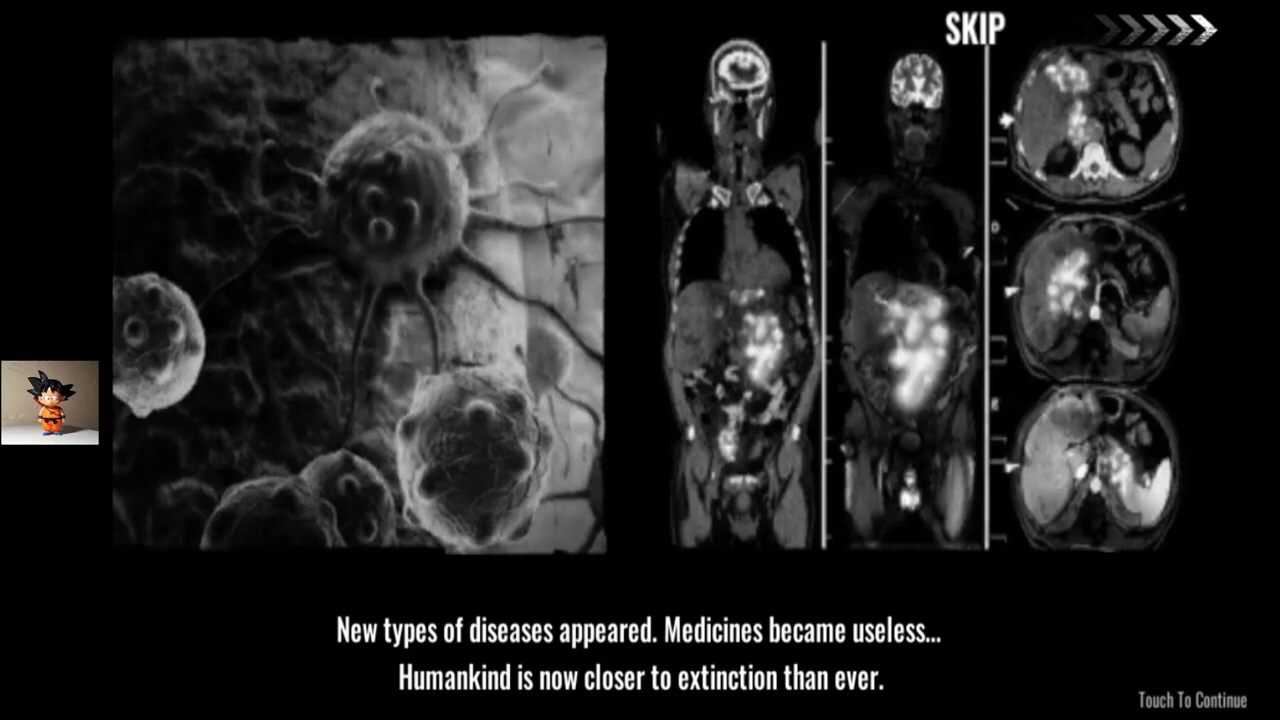 SKIP
New types of diseases appeared. Medicines became useless...
Humankind is now closer to extinction than ever.
Touch To Continue